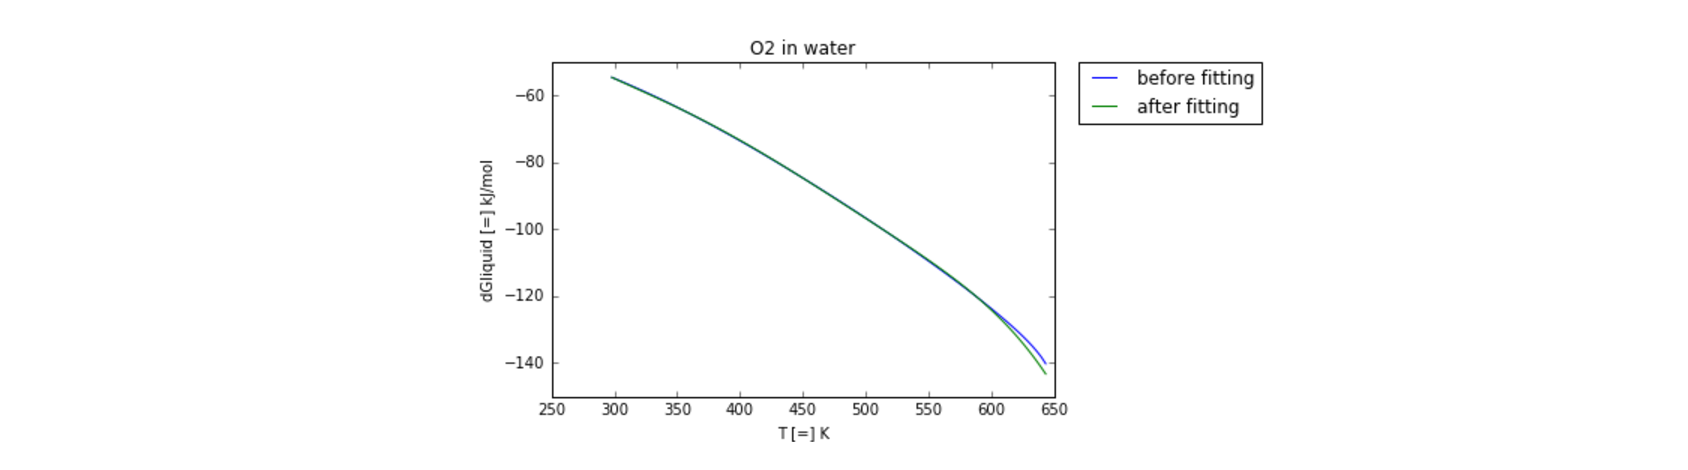 O2 in water
before fitting
after fitting
−60
−80
−100
−120
−140
dGliquid [=] kJ/mol
250 300 350 400 450 500 550 600 650
T [=] K